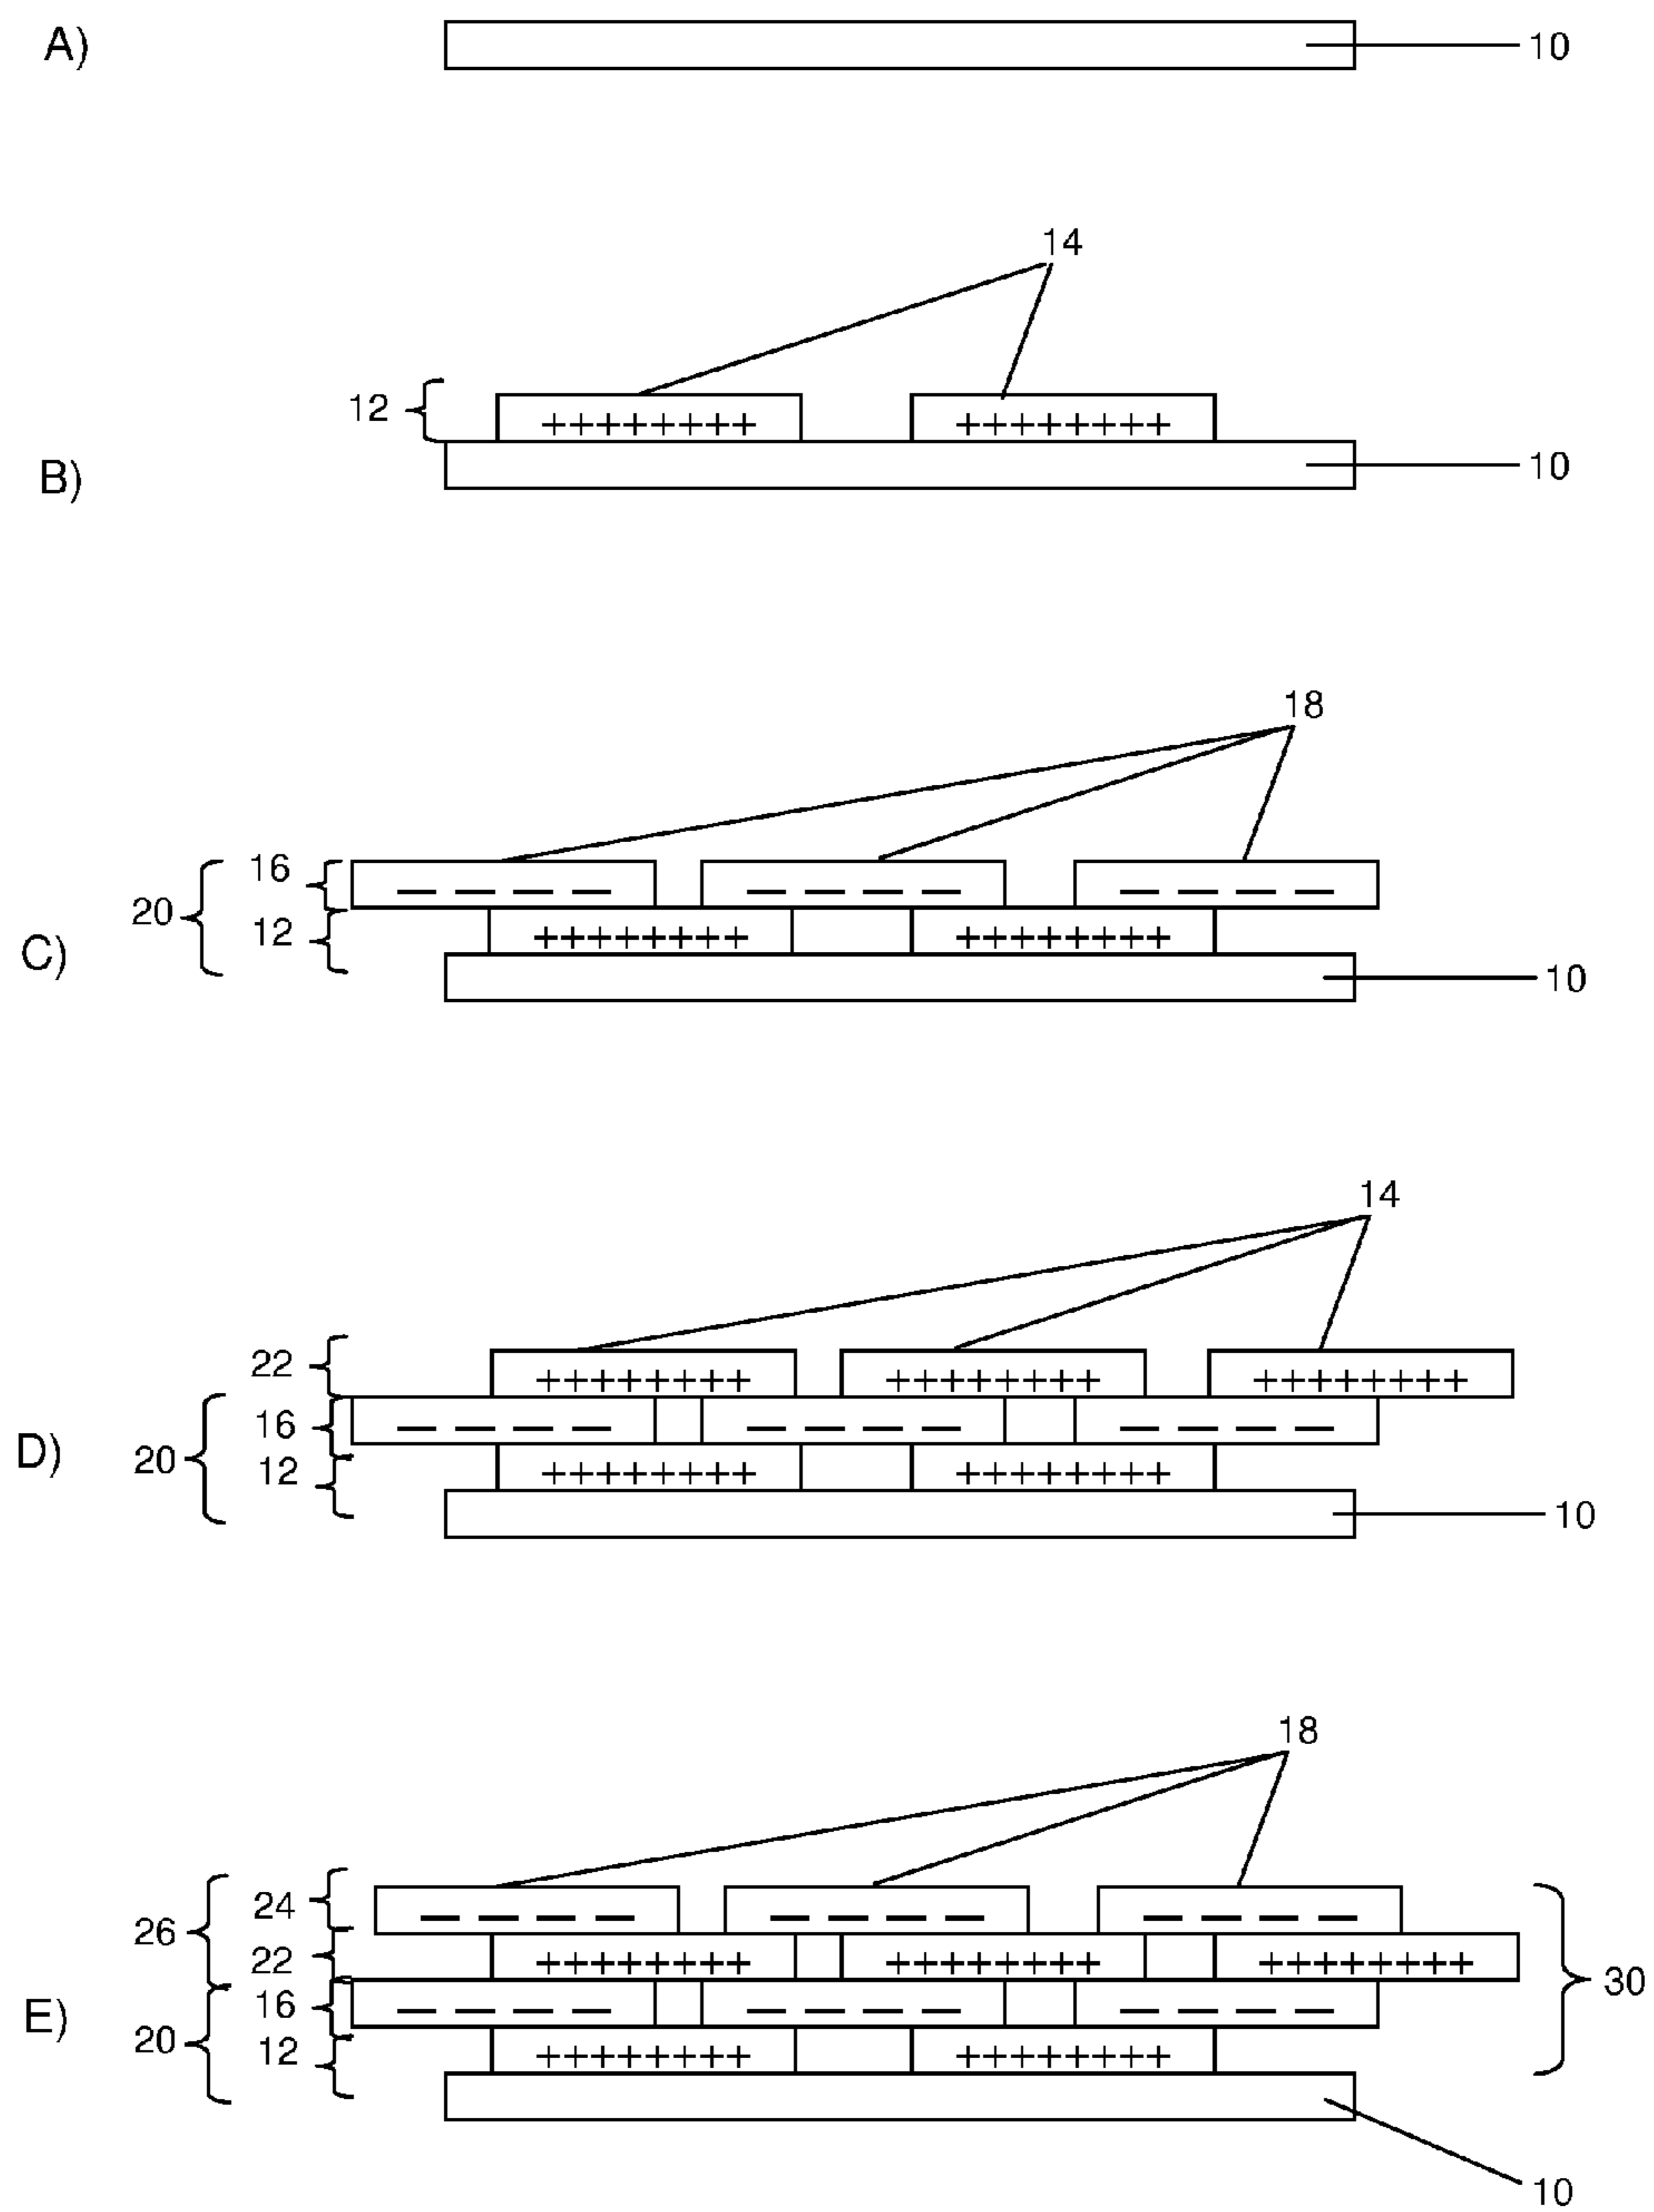 A)
10
14
12
++++++++ ++++++++
B)
10
18
16
— — — — — — — — — — — —
20
12
++++++++ ++++++++
C)
10
14
22
++++++++ ++++++++ ++++++++
16
— — — — — — — — — — — —
D)
20
12
++++++++ ++++++++
10
18
24
— — — — — — — — — — — —
26
22
++++++++ ++++++++ ++++++++
30
16
— — — — — — — — — — — —
E)
20
12
++++++++ ++++++++
10